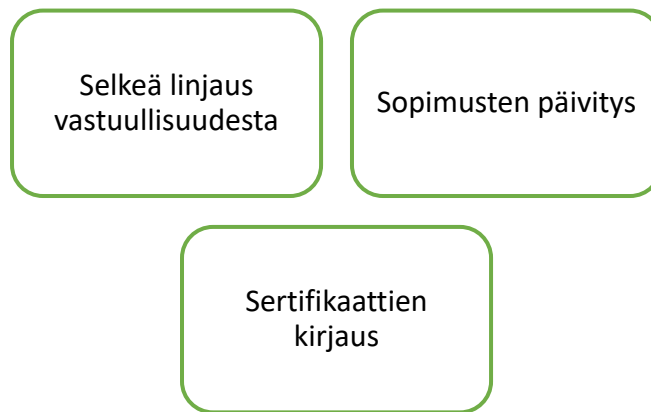 Selkeä linjaus
vastuullisuudesta
Sopimusten päivitys
Sertifikaattien
kirjaus